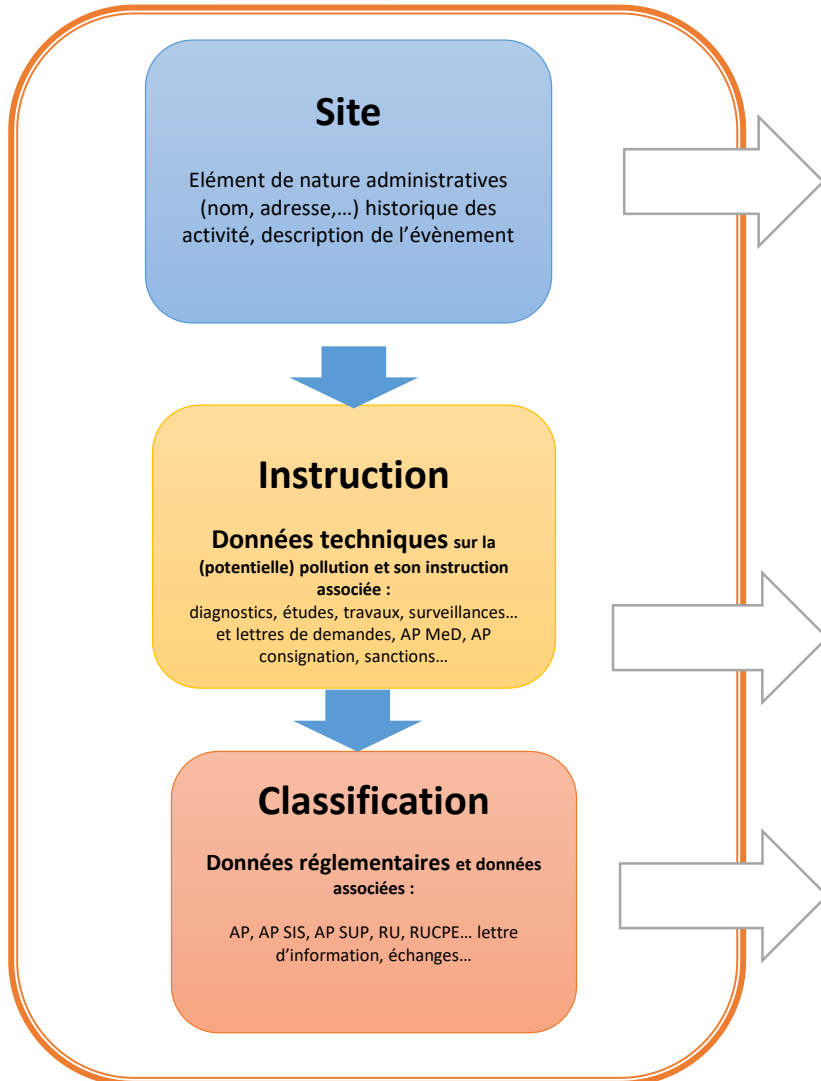 Site
Elément de nature administratives
(nom, adresse,…) historique des
activité, description de l’évènement
Instruction
Données techniques sur la
(potentielle) pollution et son instruction
associée :
diagnostics, études, travaux, surveillances…
et lettres de demandes, AP MeD, AP
consignation, sanctions…
Classification
Données réglementaires et données
associées :
AP, AP SIS, AP SUP, RU, RUCPE… lettre
d’information, échanges…